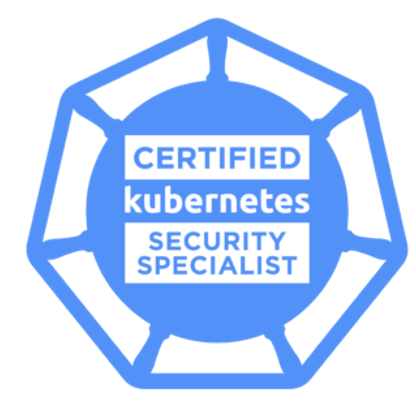 CERTIFIED
kubernetes
SECURITY
SPECIALIST